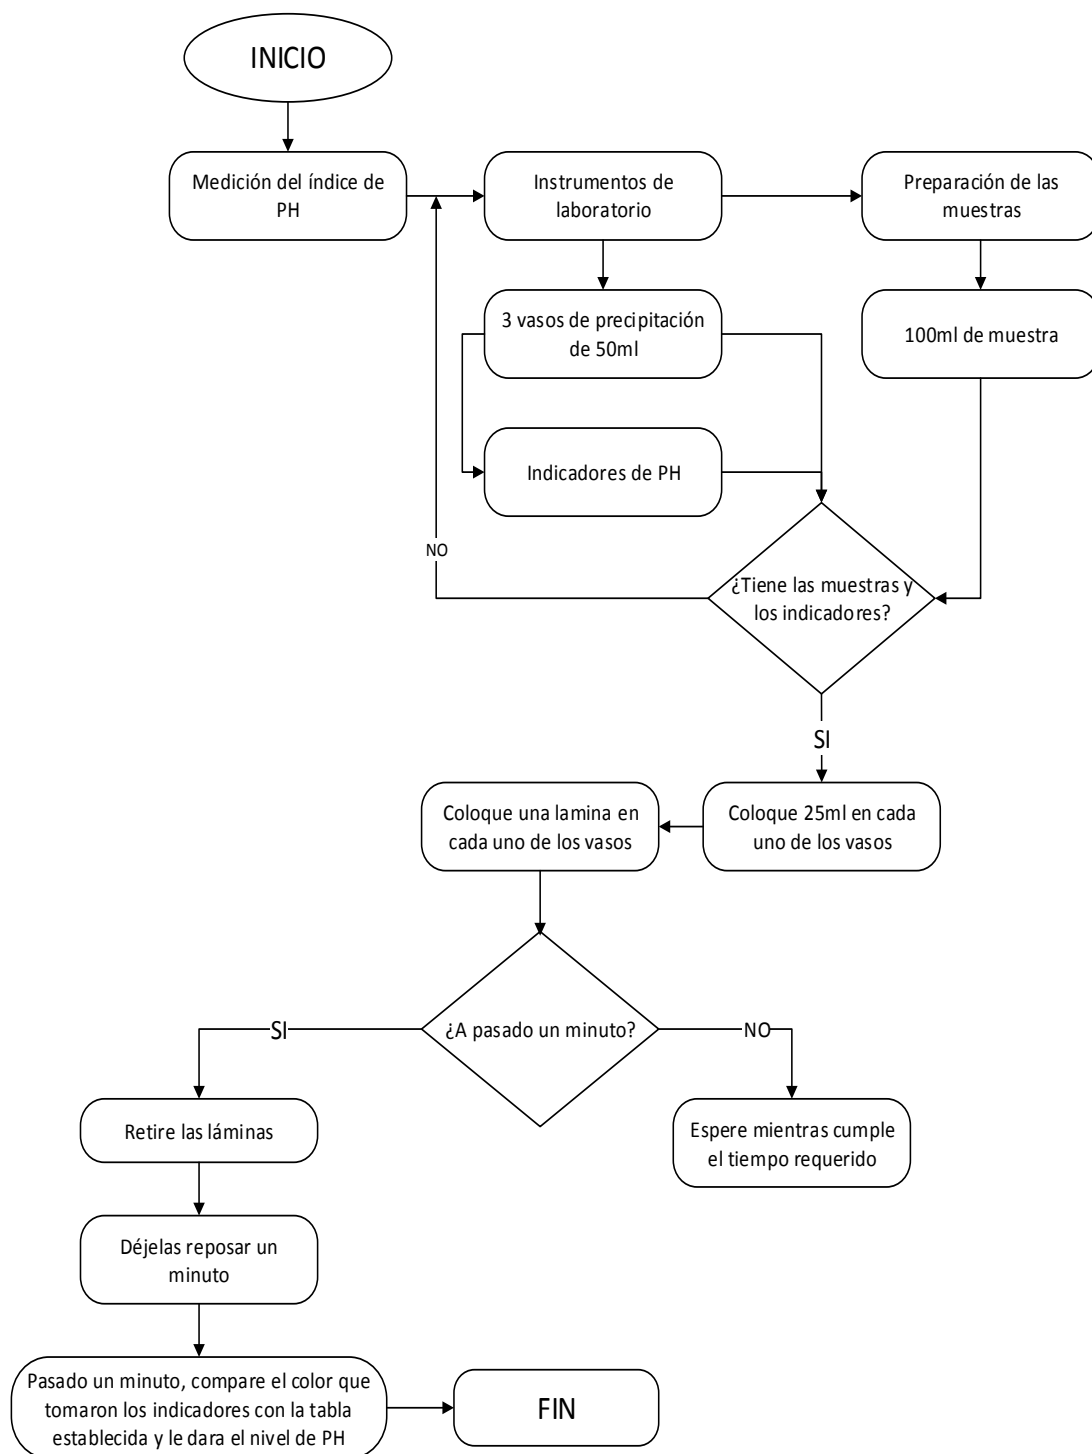 INICIO
Medición del índice de
PH
Instrumentos de
laboratorio
Preparación de las
muestras
3 vasos de precipitación
de 50ml
100ml de muestra
Indicadores de PH
NO
¿Tiene las muestras y
los indicadores?
SI
Coloque una lamina en
cada uno de los vasos
Coloque 25ml en cada
uno de los vasos
SI
¿A pasado un minuto?
NO
Retire las láminas
Espere mientras cumple
el tiempo requerido
Déjelas reposar un
minuto
Pasado un minuto, compare el color que
tomaron los indicadores con la tabla
establecida y le dara el nivel de PH
FIN